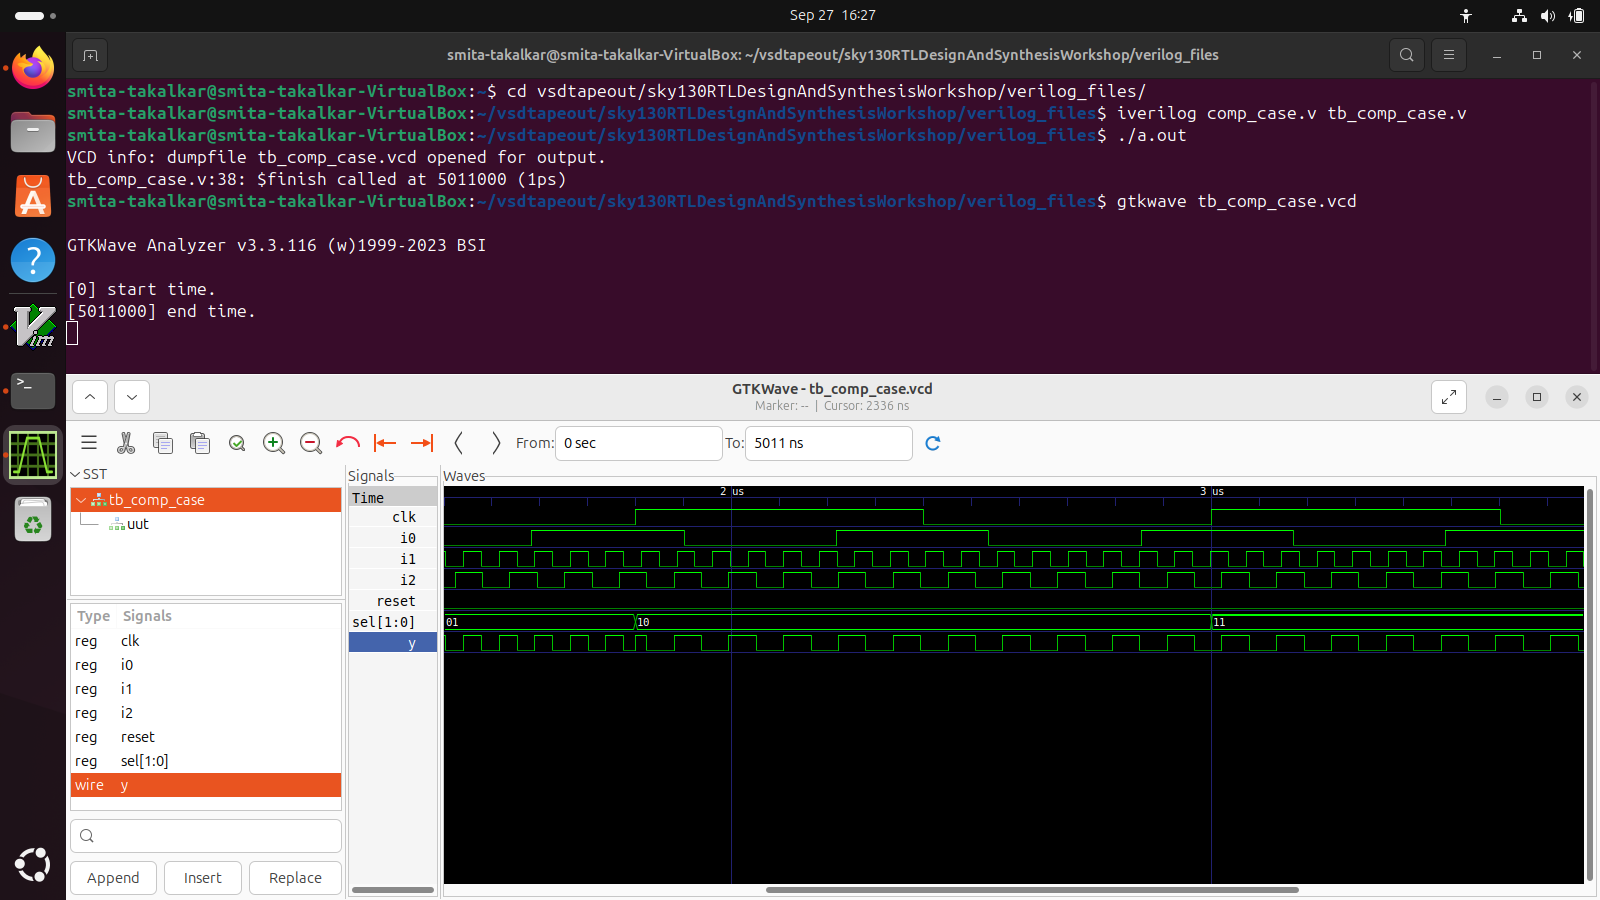 Sep 27 16:27
smita-takalkar@smita-takalkar-VirtualBox: ~/vsdtapeout/sky130RTLDesignAndSynthesisWorkshop/verilog_files
smita-takalkar@smita-takalkar-VirtualBox:~$ cd vsdtapeout/sky130RTLDesignAndSynthesisWorkshop/verilog_files/
smita-takalkar@smita-takalkar-VirtualBox:~/vsdtapeout/sky130RTLDesignAndSynthesisWorkshop/verilog_files$ iverilog comp_case.v tb_comp_case.v
smita-takalkar@smita-takalkar-VirtualBox:~/vsdtapeout/sky130RTLDesignAndSynthesisWorkshop/verilog_files$ ./a.out
VCD info: dumpfile tb_comp_case.vcd opened for output.
tb_comp_case.v:38: $finish called at 5011000 (1ps)
smita-takalkar@smita-takalkar-VirtualBox:~/vsdtapeout/sky130RTLDesignAndSynthesisWorkshop/verilog_files$ gtkwave tb_comp_case.vcd
GTKWave Analyzer v3.3.116 (w)1999-2023 BSI
[0] start time.
[5011000] end time.
GTKWave - tb_comp_case.vcd
Marker: -- | Cursor: 2336 ns
From: 0 sec To: 5011 ns
SST
tb_comp_case
uut
Type Signals
reg clk
reg i0
reg i1
reg i2
reg reset
reg sel[1:0]
wire y
Append Insert Replace
Signals
Time
clk
i0
i1
i2
reset
sel[1:0]
y
Waves
2 us 3 us
01 10 11